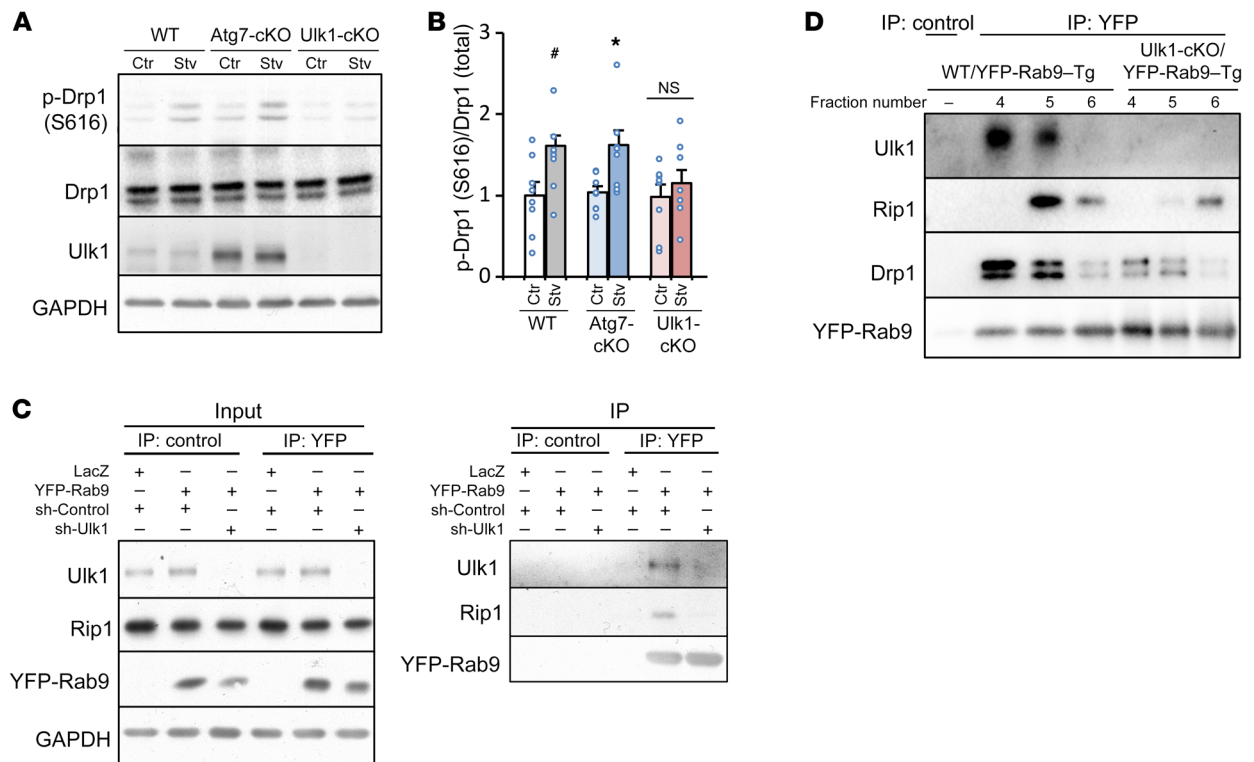 A
WT Atg7-cKO Ulk1-cKO
Ctr Stv Ctr Stv Ctr Stv
p-Drp1
(S616)
Drp1
Ulk1
GAPDH
B
p-Drp1 (S616)/Drp1 (total)
3
2
1
0
#
*
NS
Ctr Stv Ctr Stv Ctr Stv
WT Atg7-cKO Ulk1-cKO
C
Input
IP: control IP: YFP
LacZ + – – + – –
YFP-Rab9 – + + – + +
sh-Control + + – + + –
sh-Ulk1 – – + – – +
Ulk1
Rip1
YFP-Rab9
GAPDH
IP
IP: control IP: YFP
LacZ + – – + – –
YFP-Rab9 – + + – + +
sh-Control + + – + + –
sh-Ulk1 – – + – – +
Ulk1
Rip1
YFP-Rab9
D
IP: control IP: YFP
WT/YFP-Rab9–Tg
Ulk1-cKO/
YFP-Rab9–Tg
Fraction number – 4 5 6 4 5 6
Ulk1
Rip1
Drp1
YFP-Rab9